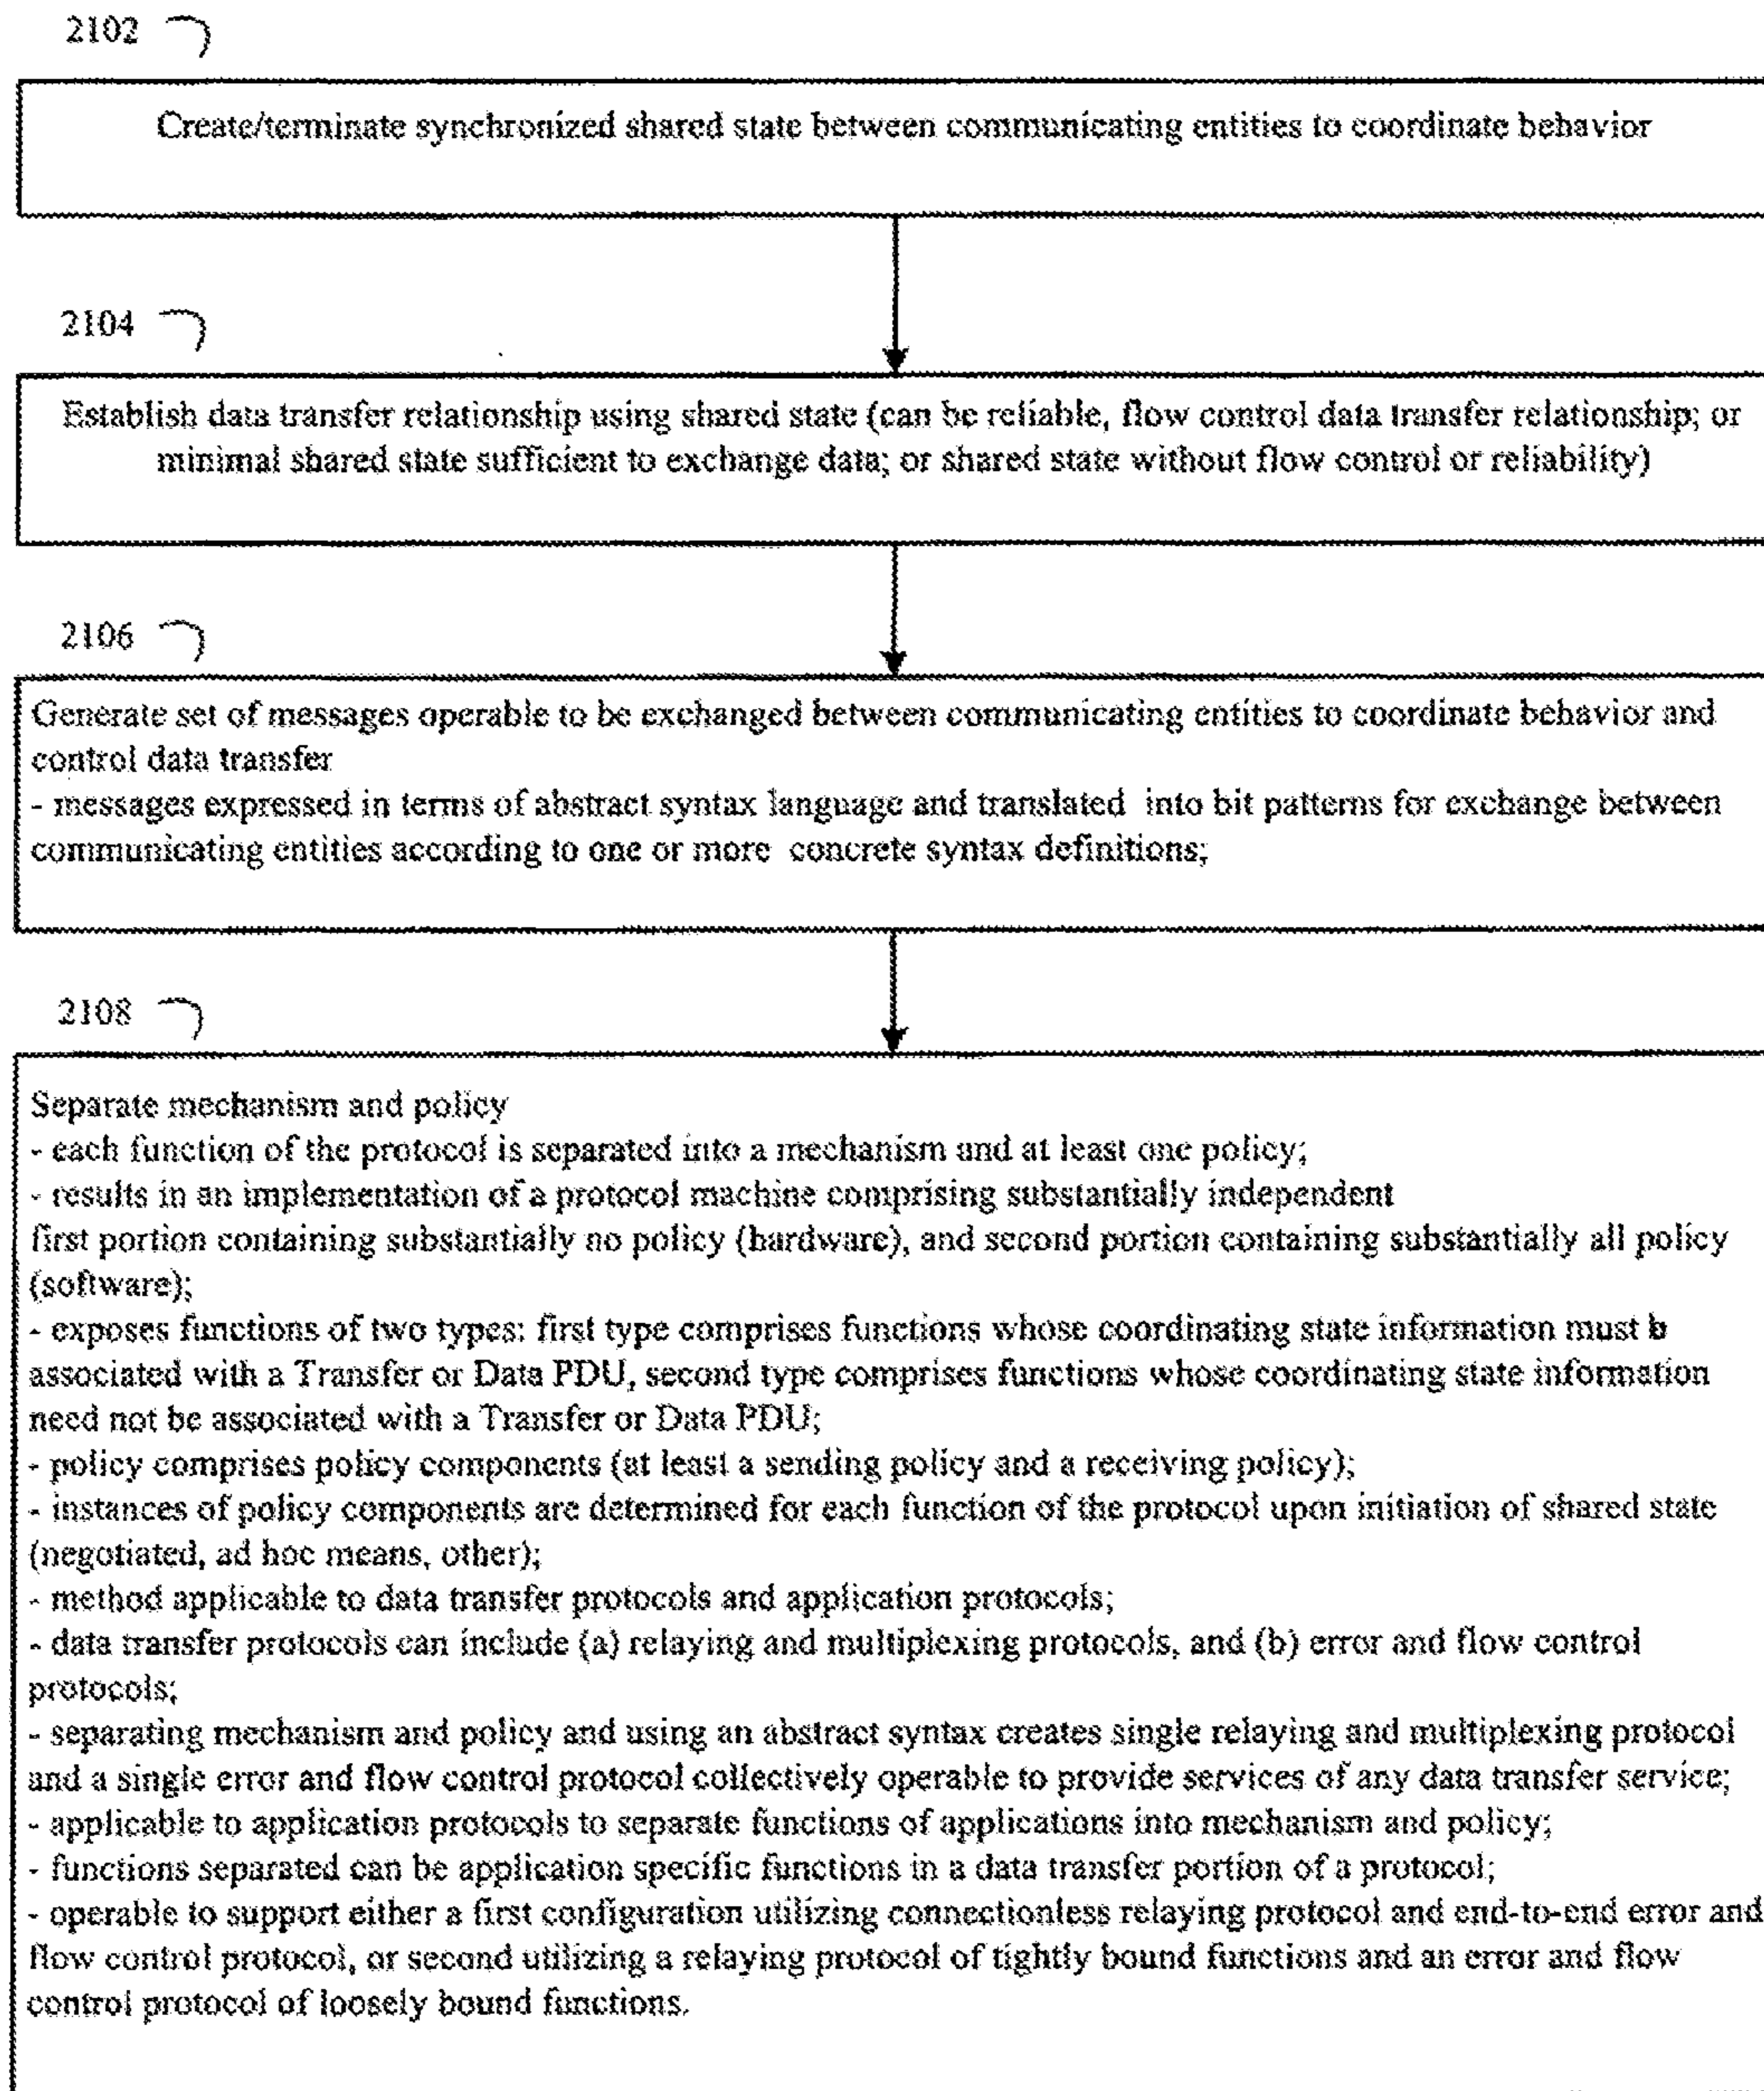 2102
Create/terminate synchronized shared state between communicating entities to coordinate behavior
2104
Establish data transfer relationship using shared state (can be reliable, flow control data transfer relationship; or
minimal shared state sufficient to exchange data; or shared state without flow control or reliability)
2106
Generate set of messages operable to be exchanged between communicating entities to coordinate behavior and
control data transfer
- messages expressed in terms of abstract syntax language and translated into bit patterns for exchange between
communicating entities according to one or more concrete syntax definitions;
2108
Separate mechanism and policy
- each function of the protocol is separated into a mechanism and at least one policy;
- results in an implementation of a protocol machine comprising substantially independent
first portion containing substantially no policy (hardware), and second portion containing substantially all policy
(software);
- exposes functions of two types: first type comprises functions whose coordinating state information must b
associated with a Transfer or Data PDU, second type comprises functions whose coordinating state information
need not be associated with a Transfer or Data PDU;
- policy comprises policy components (at least a sending policy and a receiving policy);
- instances of policy components are determined for each function of the protocol upon initiation of shared state
(negotiated, ad hoc means, other);
- method applicable to data transfer protocols and application protocols;
- data transfer protocols can include (a) relaying and multiplexing protocols, and (b) error and flow control
protocols;
- separating mechanism and policy and using an abstract syntax creates single relaying and multiplexing protocol
and a single error and flow control protocol collectively operable to provide services of any data transfer service;
- applicable to application protocols to separate functions of applications into mechanism and policy;
- functions separated can be application specific functions in a data transfer portion of a protocol;
- operable to support either a first configuration utilizing connectionless relaying protocol and end-to-end error and
flow control protocol, or second utilizing a relaying protocol of tightly bound functions and an error and flow
control protocol of loosely bound functions.